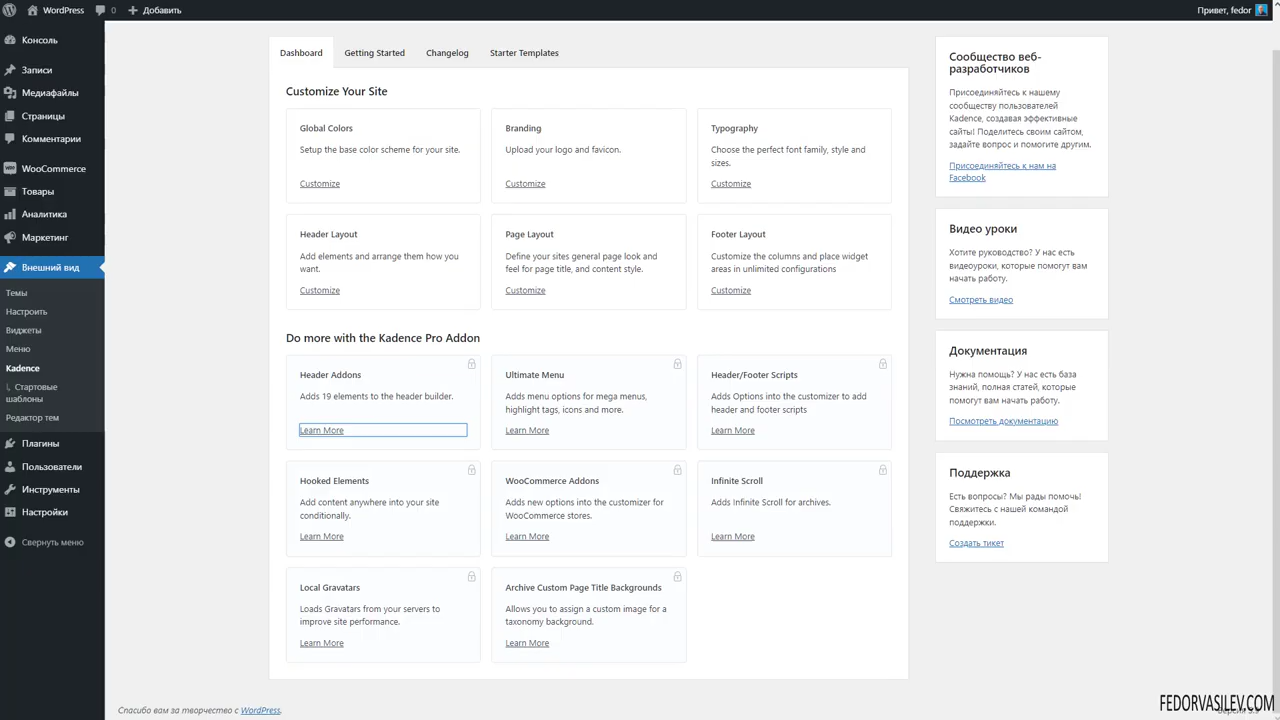 WordPress
0
Добавить
Привет, fedor
Консоль
Записи
Медиафайлы
Страницы
Комментарии
WooCommerce
Товары
Аналитика
Маркетинг
Внешний вид
Темы
Настроить
Виджеты
Меню
Kadence
Стартовые
шаблоны
Редактор тем
Плагины
Пользователи
Инструменты
Настройки
Свернуть меню
Dashboard
Getting Started
Changelog
Starter Templates
Customize Your Site
Global Colors
Setup the base color scheme for your site.
Customize
Branding
Upload your logo and favicon.
Customize
Typography
Choose the perfect font family, style and
sizes.
Customize
Header Layout
Add elements and arrange them how you
want.
Customize
Page Layout
Define your sites general page look and
feel for page title, and content style.
Customize
Footer Layout
Customize the columns and place widget
areas in unlimited configurations
Customize
Do more with the Kadence Pro Addon
Header Addons
Adds 19 elements to the header builder.
Learn More
Ultimate Menu
Adds menu options for mega menus,
highlight tags, icons and more.
Learn More
Header/Footer Scripts
Adds Options into the customizer to add
header and footer scripts
Learn More
Hooked Elements
Add content anywhere into your site
conditionally.
Learn More
WooCommerce Addons
Adds new options into the customizer for
WooCommerce stores.
Learn More
Infinite Scroll
Adds Infinite Scroll for archives.
Learn More
Local Gravatars
Loads Gravatars from your servers to
improve site performance.
Learn More
Archive Custom Page Title Backgrounds
Allows you to assign a custom image for a
taxonomy background.
Learn More
Сообщество веб-
разработчиков
Присоединяйтесь к нашему
сообществу пользователей
Kadence, создавая эффективные
сайты! Поделитесь своим сайтом,
задайте вопрос и помогите другим.
Присоединяйтесь к нам на
Facebook
Видео уроки
Хотите руководство? У нас есть
видеоуроки, которые помогут вам
начать работу.
Смотреть видео
Документация
Нужна помощь? У нас есть база
знаний, полная статей, которые
помогут вам начать работу.
Посмотреть документацию
Поддержка
Есть вопросы? Мы рады помочь!
Свяжитесь с нашей командой
поддержки.
Создать тикет
Спасибо вам за творчество с WordPress.
FEDORVASILEV.COM